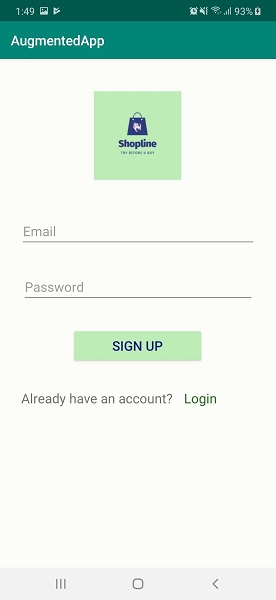 1:49 93%
AugmentedApp
Shopline
TRY BEFORE U BUY
Email
Password
SIGN UP
Already have an account? Login